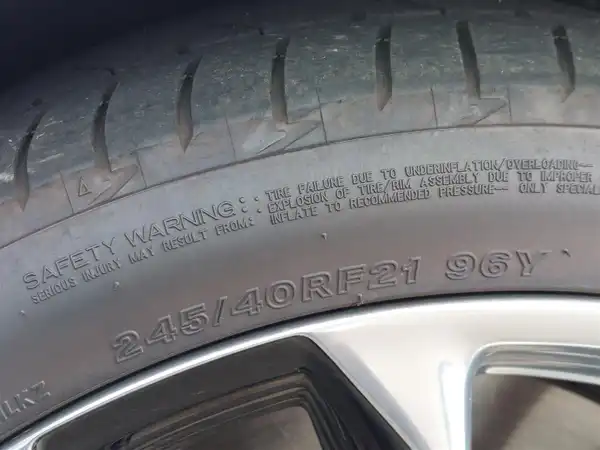 SAFETY WARNING:
SERIOUS INJURY MAY RESULT FROM:
: TIRE FAILURE DUE TO UNDERINFLATION/OVERLOADING—
: EXPLOSION OF TIRE/RIM ASSEMBLY DUE TO IMPROPER
INFLATE TO RECOMMENDED PRESSURE— ONLY SPECIAL
245/40RF21 96Y
1LKZ